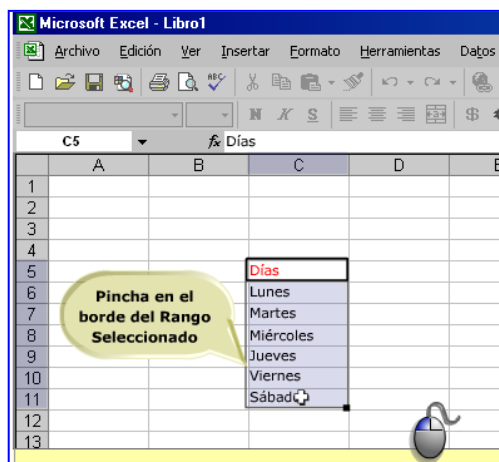 Microsoft Excel - Libro1
Archivo Edición Ver Insertar Formato Herramientas Datos
N K S $
C5 fx Días
A B C D E
1
2
3
4
5 Días
6 Lunes
7 Martes
8 Miércoles
9 Jueves
10 Viernes
11 Sábado
12
13
Pincha en el
borde del Rango
Seleccionado